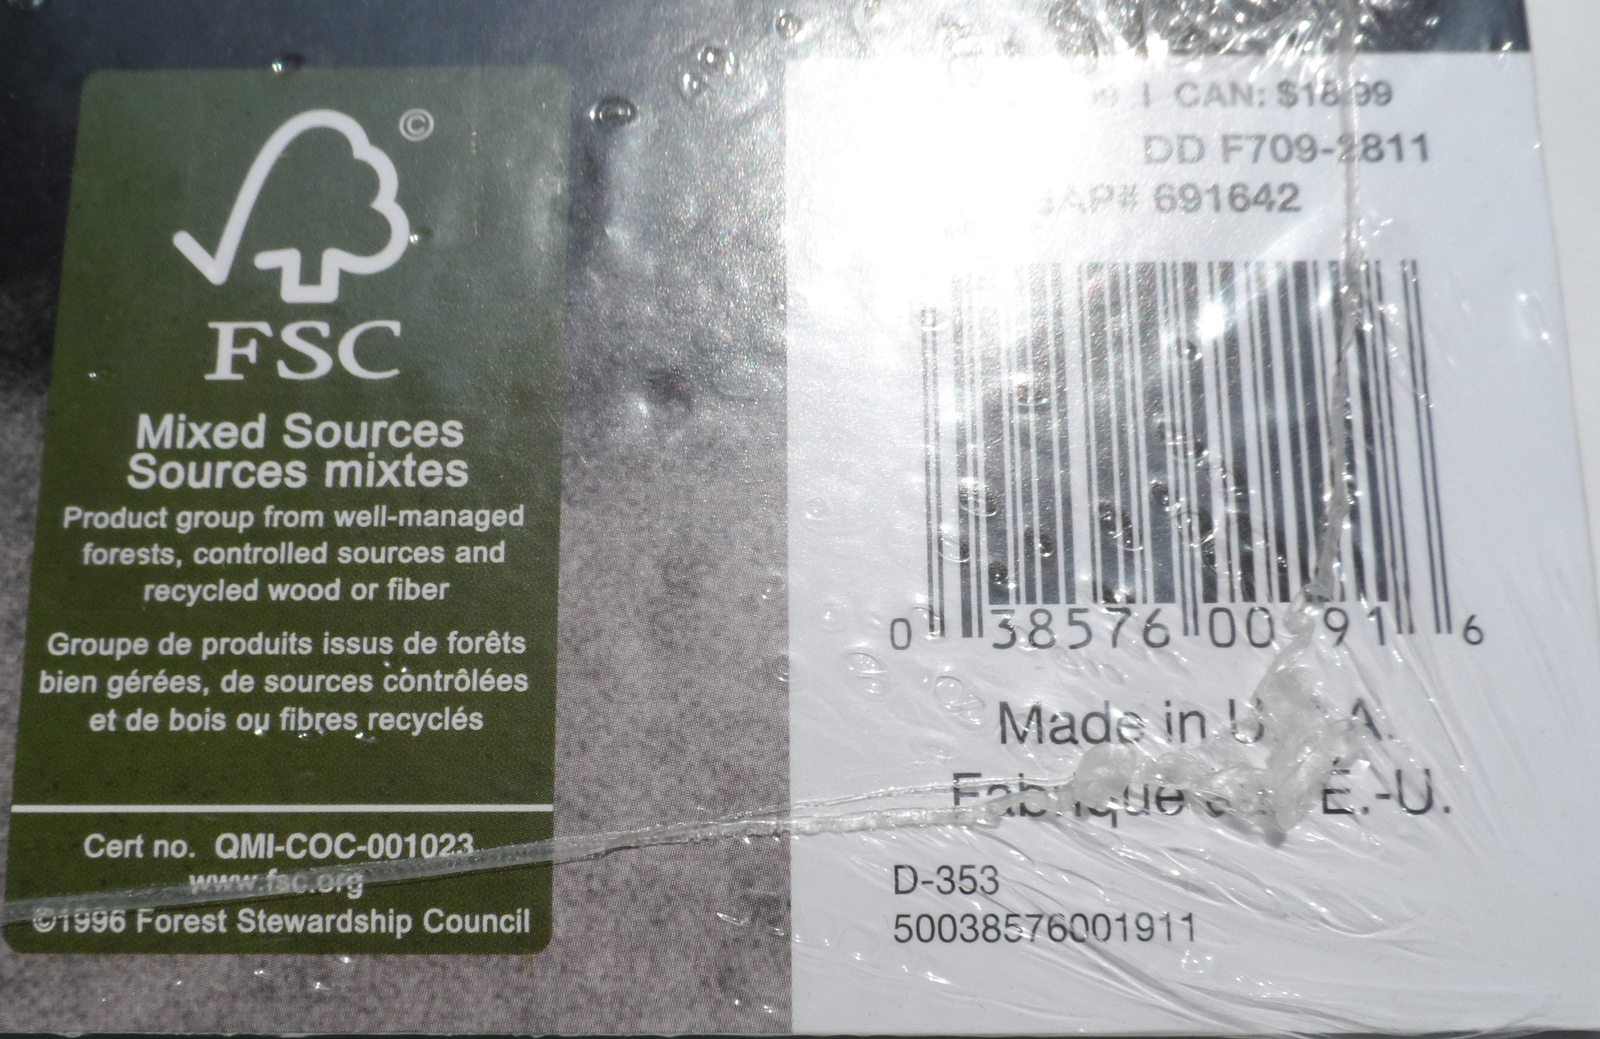 ©
FSC
Mixed Sources
Sources mixtes
Product group from well-managed
forests, controlled sources and
recycled wood or fiber
Groupe de produits issus de forêts
bien gérées, de sources contrôlées
et de bois ou fibres recyclés
Cert no. QMI-COC-001023
www.fsc.org
©1996 Forest Stewardship Council
CAN: $18.99
DD F709-2811
691642
0 38576 00 91 6
Made in
Fabrique É.-U.
D-353
50038576001911